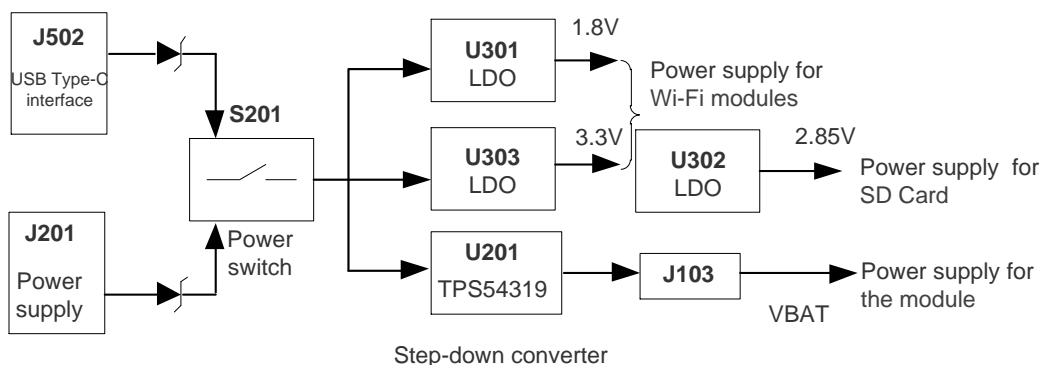 J502
USB Type-C
interface
S201
J201
Power
supply
Power
switch
U301
LDO
1.8V
Power supply for
Wi-Fi modules
U303
LDO
3.3V
U302
LDO
2.85V
Power supply for
SD Card
U201
TPS54319
J103
VBAT
Power supply for
the module
Step-down converter